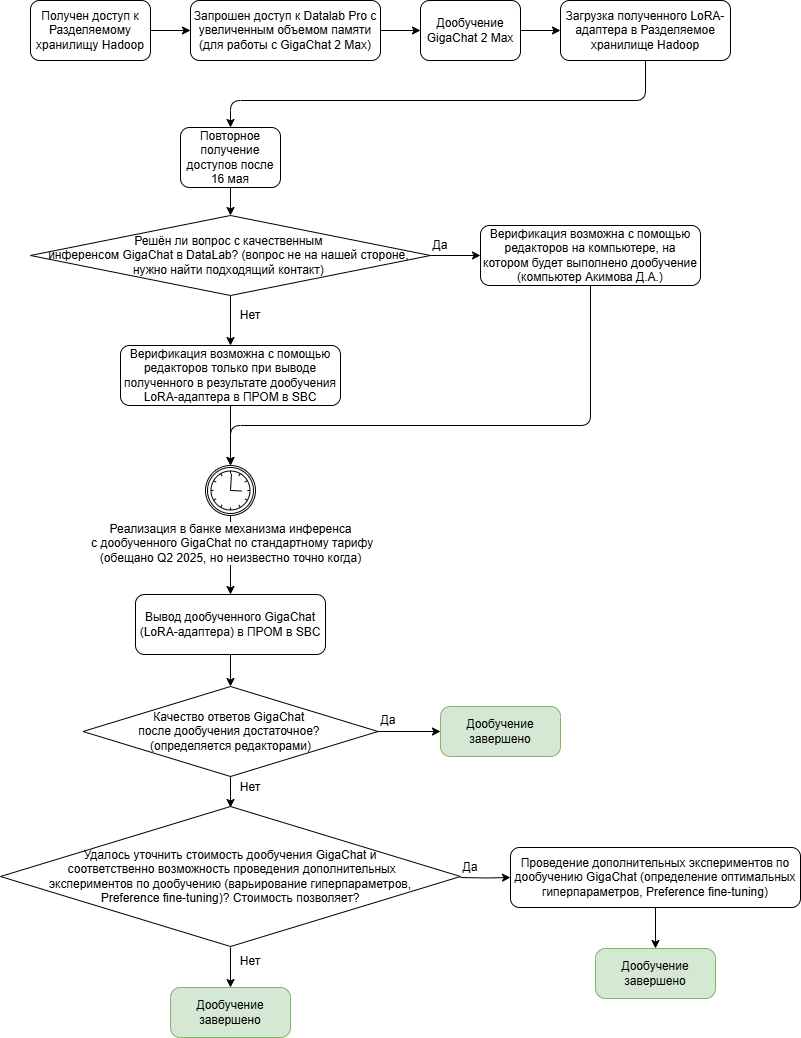 Получен доступ к
Разделяемому
хранилищу Hadoop
Запрошен доступ к Datalab Pro с
увеличенным объемом памяти
(для работы с GigaChat 2 Max)
Дообучение
GigaChat 2 Max
Загрузка полученного LoRA-
адаптера в Разделяемое
хранилище Hadoop
Повторное
получение
доступов после
16 мая
Решён ли вопрос с качественным
инференсом GigaChat в DataLab? (вопрос не на нашей стороне,
нужно найти подходящий контакт)
Да
Верификация возможна с помощью
редакторов на компьютере, на
котором будет выполнено дообучение
(компьютер Акимова Д.А.)
Нет
Верификация возможна с помощью
редакторов только при выводе
полученного в результате дообучения
LoRA-адаптера в ПРОМ в SBC
Реализация в банке механизма инференса
с дообученного GigaChat по стандартному тарифу
(обещано Q2 2025, но неизвестно точно когда)
Вывод дообученного GigaChat
(LoRA-адаптера) в ПРОМ в SBC
Качество ответов GigaChat
после дообучения достаточное?
(определяется редакторами)
Да
Дообучение
завершено
Нет
Удалось уточнить стоимость дообучения GigaChat и
соответственно возможность проведения дополнительных
экспериментов по дообучению (варьирование гиперпараметров,
Preference fine-tuning)? Стоимость позволяет?
Да
Проведение дополнительных экспериментов по
дообучению GigaChat (определение оптимальных
гиперпараметров, Preference fine-tuning)
Дообучение
завершено
Нет
Дообучение
завершено